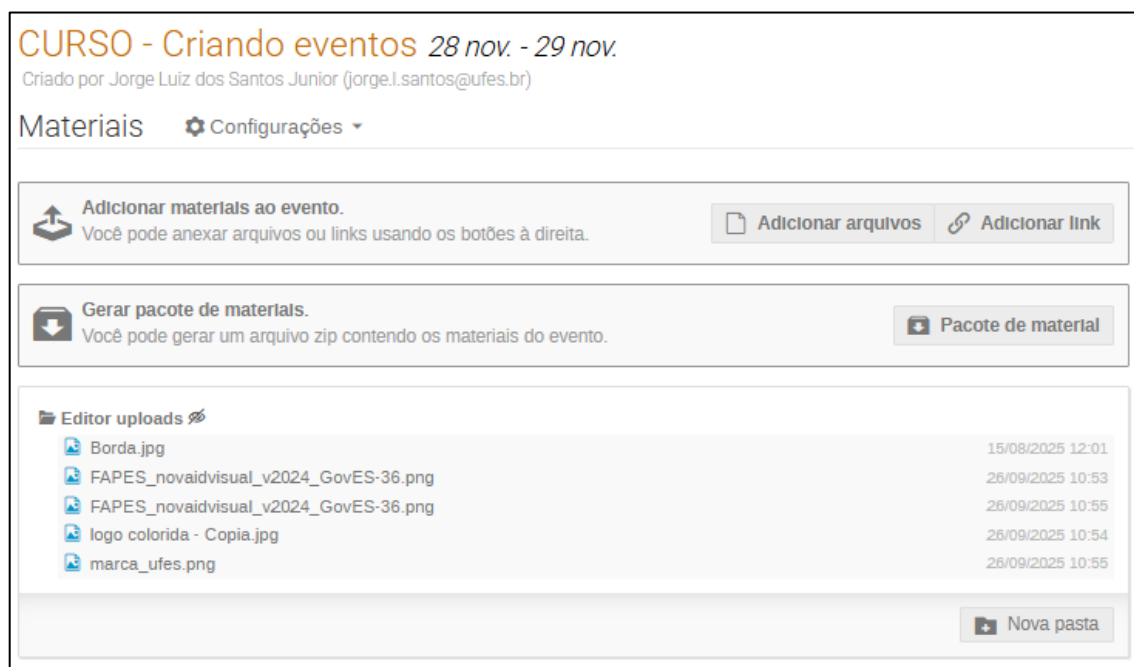 CURSO - Criando eventos 28 nov. - 29 nov.
Criado por Jorge Luiz dos Santos Junior (jorge.l.santos@ufes.br)
Materiais Configurações
Adicionar materiais ao evento.
Você pode anexar arquivos ou links usando os botões à direita.
Adicionar arquivos Adicionar link
Gerar pacote de materiais.
Você pode gerar um arquivo zip contendo os materiais do evento.
Pacote de material
Editor uploads
Borda.jpg 15/08/2025 12:01
FAPES_novaidvisual_v2024_GovES-36.png 26/09/2025 10:53
FAPES_novaidvisual_v2024_GovES-36.png 26/09/2025 10:55
logo colorida - Copia.jpg 26/09/2025 10:54
marca_ufes.png 26/09/2025 10:55
Nova pasta